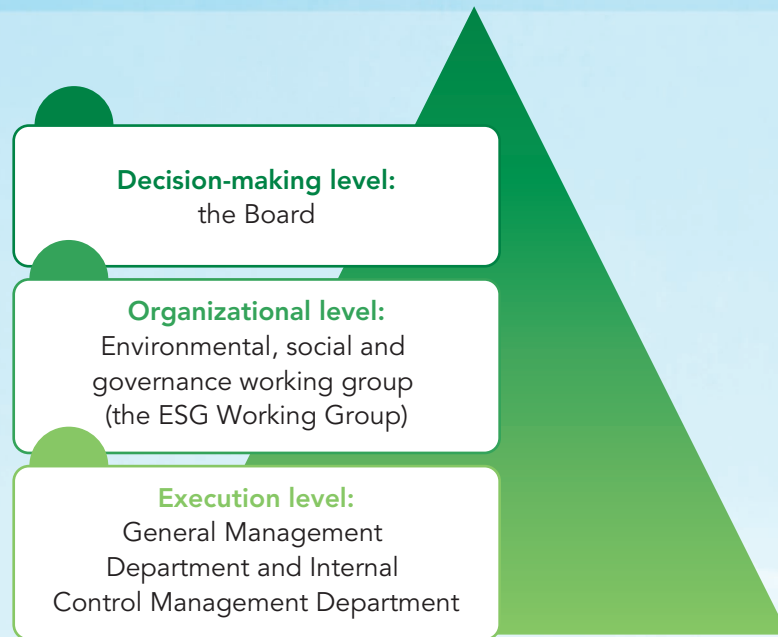 Decision-making level:
the Board
Organizational level:
Environmental, social and
governance working group
(the ESG Working Group)
Execution level:
General Management
Department and Internal
Control Management Department